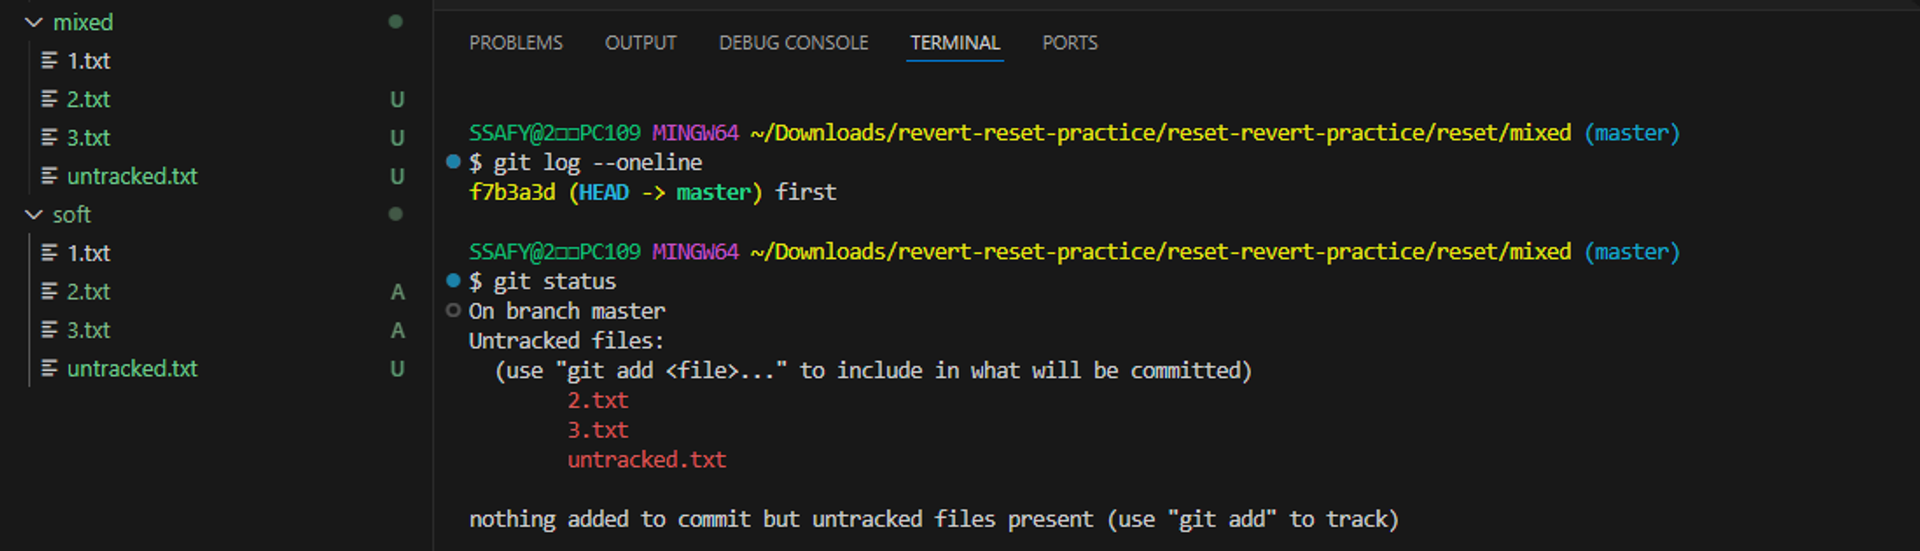 mixed
1.txt
2.txt U
3.txt U
untracked.txt U
soft
1.txt
2.txt A
3.txt A
untracked.txt U
PROBLEMS OUTPUT DEBUG CONSOLE TERMINAL PORTS
SSAFY@2□□PC109 MINGW64 ~/Downloads/revert-reset-practice/reset-revert-practice/reset/mixed (master)
$ git log --oneline
f7b3a3d (HEAD -> master) first
SSAFY@2□□PC109 MINGW64 ~/Downloads/revert-reset-practice/reset-revert-practice/reset/mixed (master)
$ git status
On branch master
Untracked files:
(use "git add <file>..." to include in what will be committed)
2.txt
3.txt
untracked.txt
nothing added to commit but untracked files present (use "git add" to track)